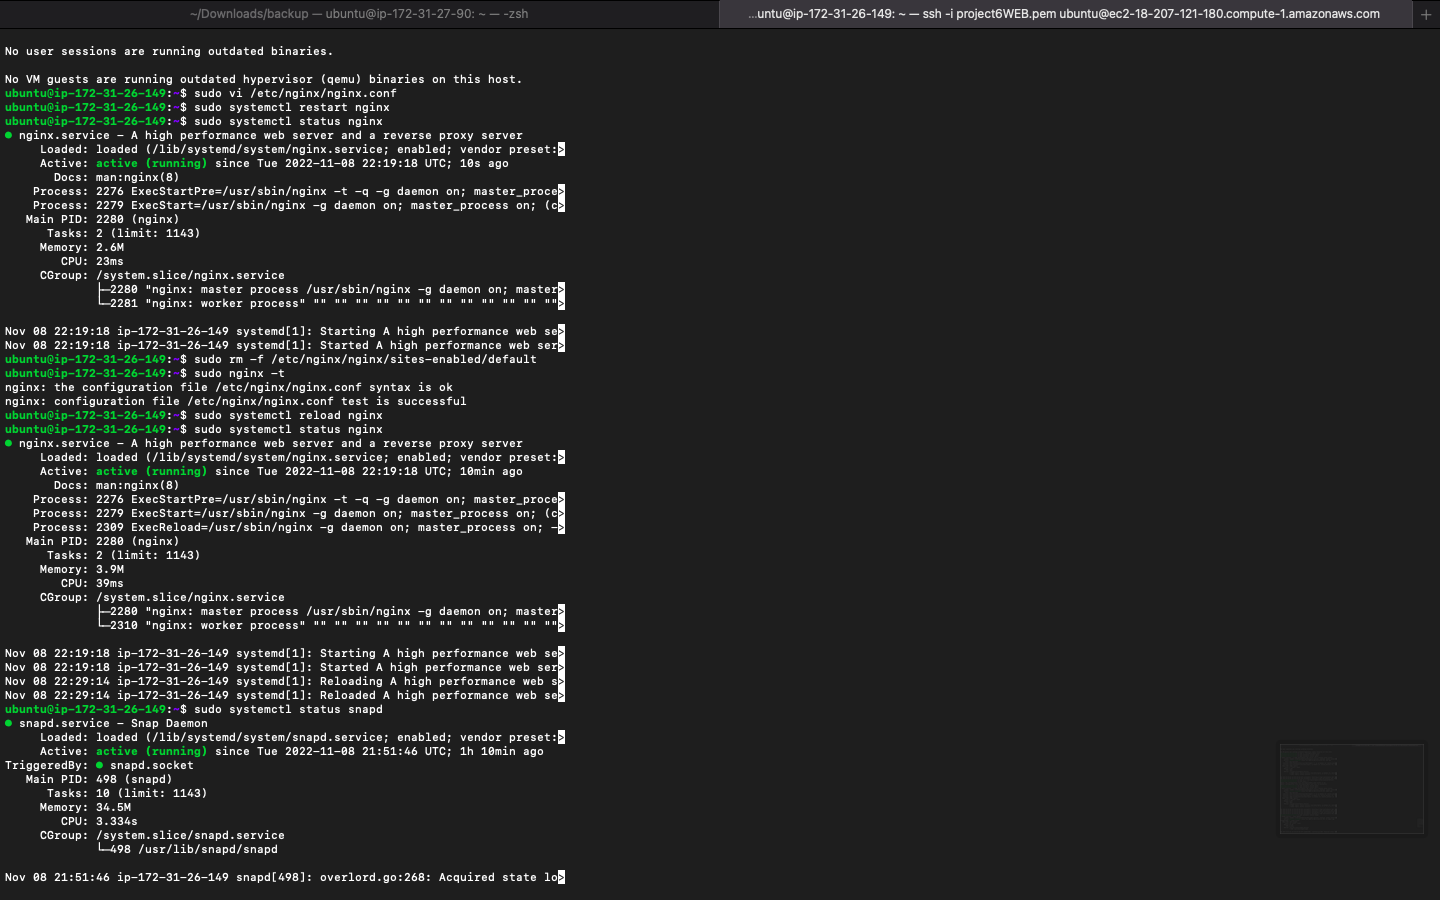 ~/Downloads/backup — ubuntu@ip-172-31-27-90: ~ — -zsh
...untu@ip-172-31-26-149: ~ — ssh -i project6WEB.pem ubuntu@ec2-18-207-121-180.compute-1.amazonaws.com
No user sessions are running outdated binaries.
No VM guests are running outdated hypervisor (qemu) binaries on this host.
ubuntu@ip-172-31-26-149:~$ sudo vi /etc/nginx/nginx.conf
ubuntu@ip-172-31-26-149:~$ sudo systemctl restart nginx
ubuntu@ip-172-31-26-149:~$ sudo systemctl status nginx
● nginx.service - A high performance web server and a reverse proxy server
Loaded: loaded (/lib/systemd/system/nginx.service; enabled; vendor preset:>
Active: active (running) since Tue 2022-11-08 22:19:18 UTC; 10s ago
Docs: man:nginx(8)
Process: 2276 ExecStartPre=/usr/sbin/nginx -t -q -g daemon on; master_proce>
Process: 2279 ExecStart=/usr/sbin/nginx -g daemon on; master_process on; (c>
Main PID: 2280 (nginx)
Tasks: 2 (limit: 1143)
Memory: 2.6M
CPU: 23ms
CGroup: /system.slice/nginx.service
├─2280 "nginx: master process /usr/sbin/nginx -g daemon on; master>
└─2281 "nginx: worker process" "" "" "" "" "" "" "" "" "" "" "" "">
Nov 08 22:19:18 ip-172-31-26-149 systemd[1]: Starting A high performance web se>
Nov 08 22:19:18 ip-172-31-26-149 systemd[1]: Started A high performance web ser>
ubuntu@ip-172-31-26-149:~$ sudo rm -f /etc/nginx/nginx/sites-enabled/default
ubuntu@ip-172-31-26-149:~$ sudo nginx -t
nginx: the configuration file /etc/nginx/nginx.conf syntax is ok
nginx: configuration file /etc/nginx/nginx.conf test is successful
ubuntu@ip-172-31-26-149:~$ sudo systemctl reload nginx
ubuntu@ip-172-31-26-149:~$ sudo systemctl status nginx
● nginx.service - A high performance web server and a reverse proxy server
Loaded: loaded (/lib/systemd/system/nginx.service; enabled; vendor preset:>
Active: active (running) since Tue 2022-11-08 22:19:18 UTC; 10min ago
Docs: man:nginx(8)
Process: 2276 ExecStartPre=/usr/sbin/nginx -t -q -g daemon on; master_proce>
Process: 2279 ExecStart=/usr/sbin/nginx -g daemon on; master_process on; (c>
Process: 2309 ExecReload=/usr/sbin/nginx -g daemon on; master_process on; ->
Main PID: 2280 (nginx)
Tasks: 2 (limit: 1143)
Memory: 3.9M
CPU: 39ms
CGroup: /system.slice/nginx.service
├─2280 "nginx: master process /usr/sbin/nginx -g daemon on; master>
└─2310 "nginx: worker process" "" "" "" "" "" "" "" "" "" "" "" "">
Nov 08 22:19:18 ip-172-31-26-149 systemd[1]: Starting A high performance web se>
Nov 08 22:19:18 ip-172-31-26-149 systemd[1]: Started A high performance web ser>
Nov 08 22:29:14 ip-172-31-26-149 systemd[1]: Reloading A high performance web s>
Nov 08 22:29:14 ip-172-31-26-149 systemd[1]: Reloaded A high performance web se>
ubuntu@ip-172-31-26-149:~$ sudo systemctl status snapd
● snapd.service - Snap Daemon
Loaded: loaded (/lib/systemd/system/snapd.service; enabled; vendor preset:>
Active: active (running) since Tue 2022-11-08 21:51:46 UTC; 1h 10min ago
TriggeredBy: ● snapd.socket
Main PID: 498 (snapd)
Tasks: 10 (limit: 1143)
Memory: 34.5M
CPU: 3.334s
CGroup: /system.slice/snapd.service
└─498 /usr/lib/snapd/snapd
Nov 08 21:51:46 ip-172-31-26-149 snapd[498]: overlord.go:268: Acquired state lo>